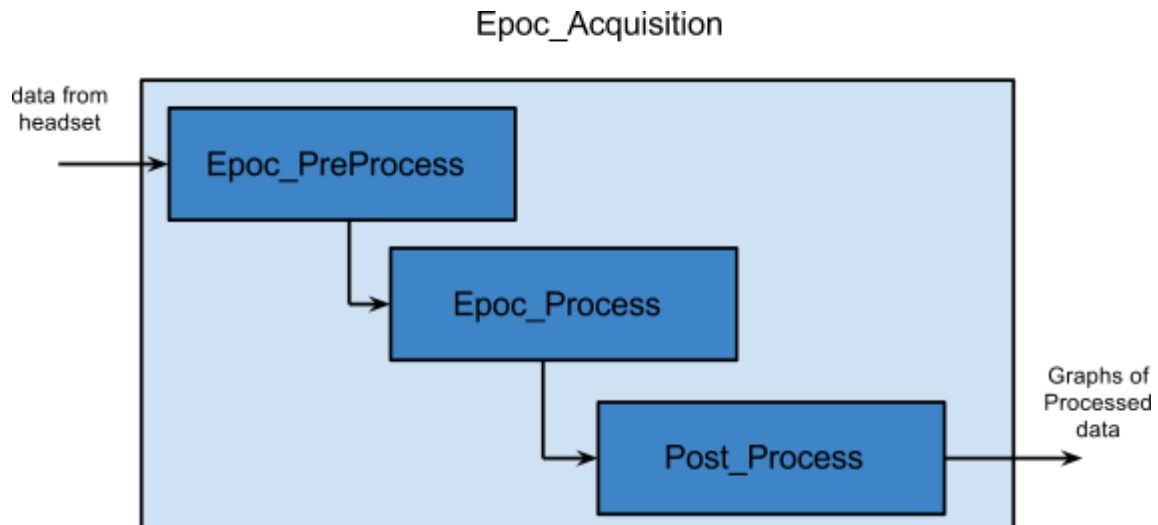 Epoc_Acquisition
data from
headset
Epoc_PreProcess
Epoc_Process
Post_Process
Graphs of
Processed
data